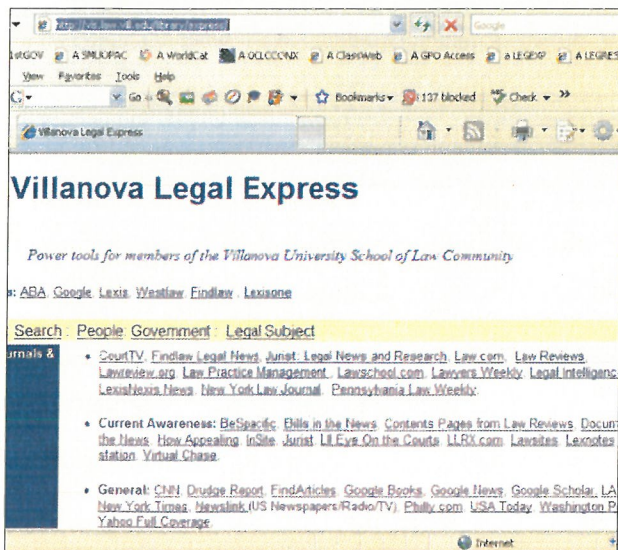 http://vls.law.vill.edu/library/express/
Google
1stGOV A SMUOPAC A WorldCat A OCLCCONX A ClassWeb A GPO Access a LEGEXP A LEGRES
View Favorites Tools Help
Go Bookmarks 137 blocked Check
Villanova Legal Express
Villanova Legal Express
Power tools for members of the Villanova University School of Law Community
s: ABA Google Lexis Westlaw Findlaw Lexisone
Search : People Government : Legal Subject
urnals &
• CourtTV, Findlaw Legal News, Jurist: Legal News and Research, Law.com, Law Reviews,
Lawreview.org, Law Practice Management, Lawschool.com, Lawyers Weekly, Legal Intelligenc
LexisNexis News, New York Law Journal, Pennsylvania Law Weekly.
• Current Awareness: BeSpacific, Bills in the News, Contents Pages from Law Reviews, Docum
the News, How Appealing, InSite, Jurist, LII,Eye On the Courts, LLRX.com, Lawsites, Lexnotes
station, Virtual Chase.
• General: CNN, Drudge Report, FindArticles, Google Books, Google News, Google Scholar, LA
New York Times, Newslink (US Newspapers/Radio/TV), Philly.com, USA Today, Washington P
Yahoo Full Coverage.
Internet